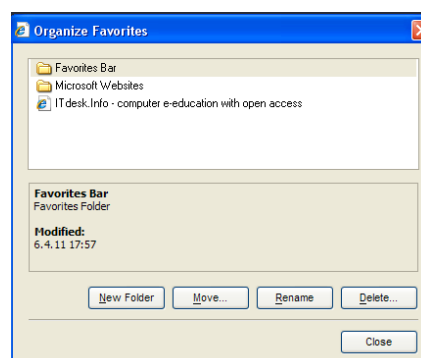 Organize Favorites
Favorites Bar
Microsoft Websites
ITdesk.Info - computer e-education with open access
Favorites Bar
Favorites Folder
Modified:
6.4.11 17:57
New Folder Move... Rename Delete...
Close